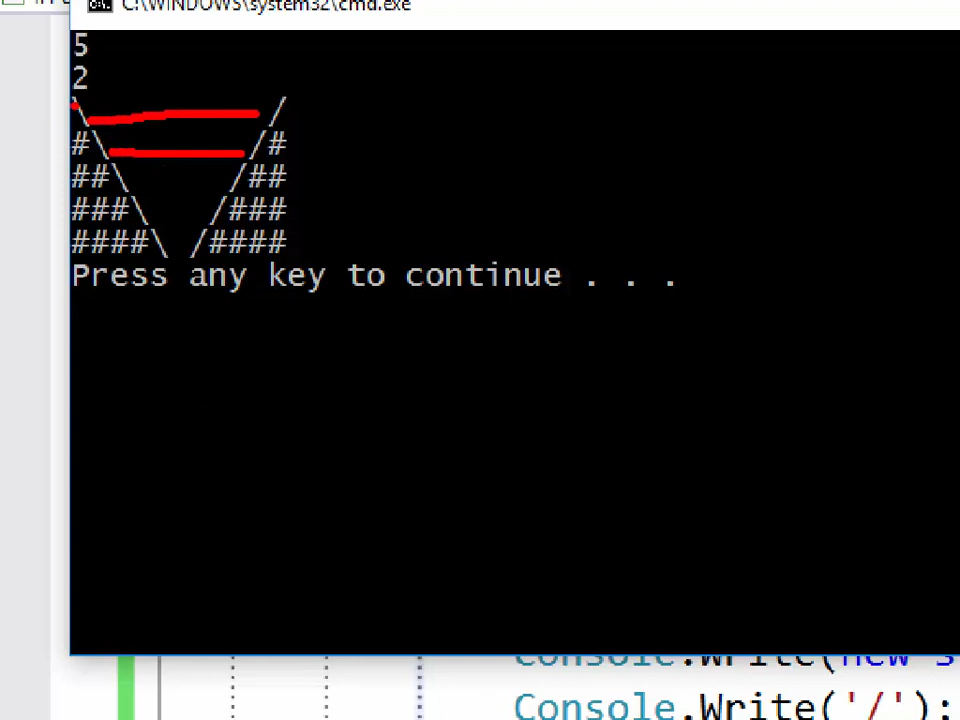 C:\WINDOWS\system32\cmd.exe
5
2
\         /
#\       /#
##\     /##
###\   /###
####\ /####
Press any key to continue . . .
Console.Write(new s
Console.Write('/');